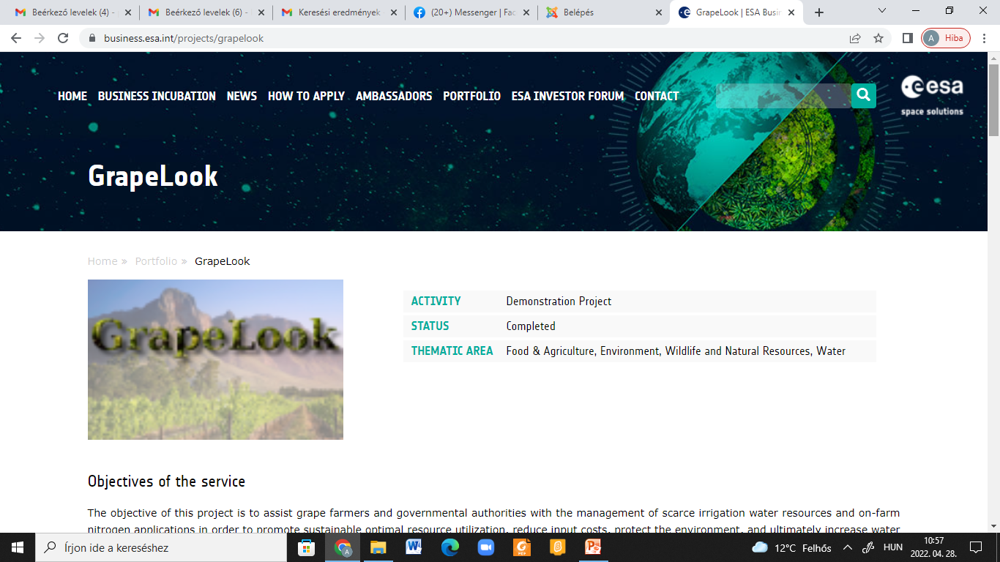 Beérkező levelek (4) -
Beérkező levelek (6) -
Keresési eredmények
(20+) Messenger | Fac
Belépés
GrapeLook | ESA Busin
business.esa.int/projects/grapelook
A Hiba
HOME BUSINESS INCUBATION NEWS HOW TO APPLY AMBASSADORS PORTFOLIO ESA INVESTOR FORUM CONTACT
esa
space solutions
GrapeLook
Home » Portfolio » GrapeLook
GrapeLook
ACTIVITY Demonstration Project
STATUS Completed
THEMATIC AREA Food & Agriculture, Environment, Wildlife and Natural Resources, Water
Objectives of the service
The objective of this project is to assist grape farmers and governmental authorities with the management of scarce irrigation water resources and on-farm
nitrogen applications in order to promote sustainable optimal resource utilization, reduce input costs, protect the environment, and ultimately increase water
Írjon ide a kereséshez
12°C Felhős
HUN
10:57
2022. 04. 28.